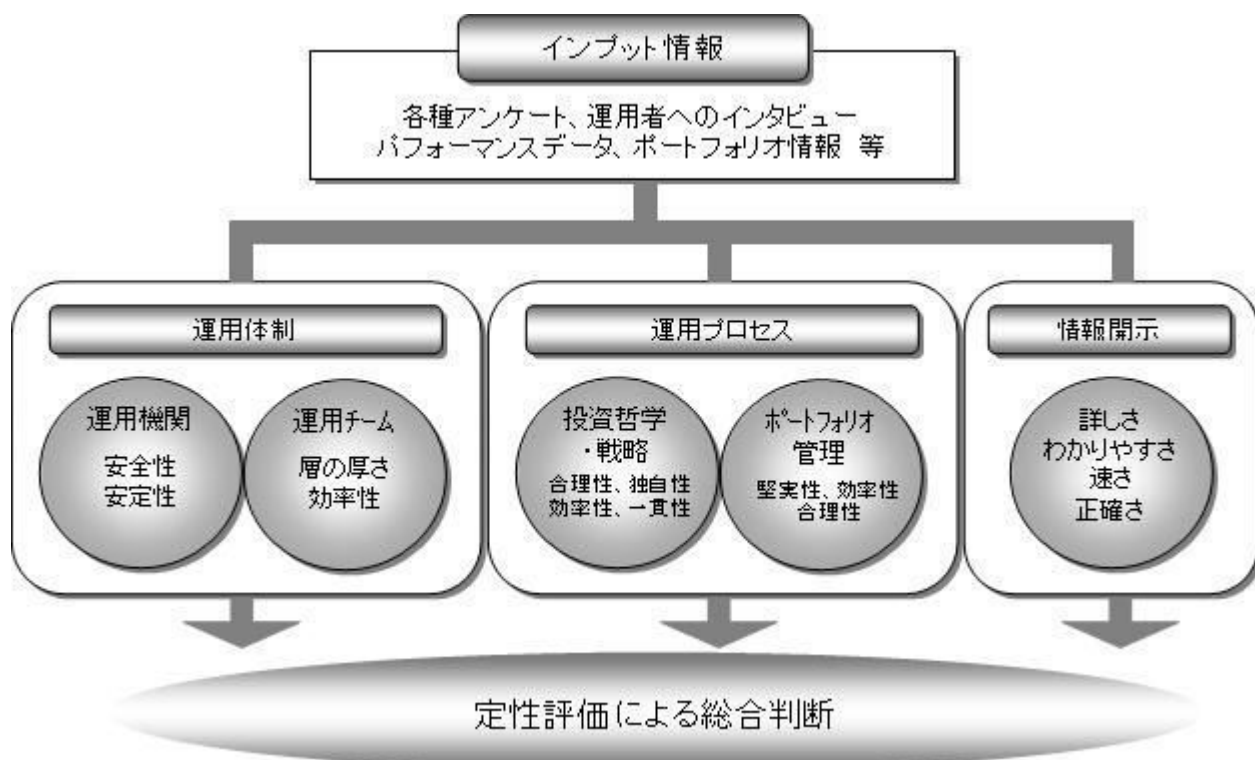 インプット情報
各種アンケート、運用者へのインタビュー
パフォーマンスデータ、ポートフォリオ情報 等
運用体制
運用機関
安全性
安定性
運用チーム
層の厚さ
効率性
運用プロセス
投資哲学
・戦略
合理性、独自性
効率性、一貫性
ポートフォリオ
管理
堅実性、効率性
合理性
情報開示
詳しさ
わかりやすさ
速さ
正確さ
定性評価による総合判断